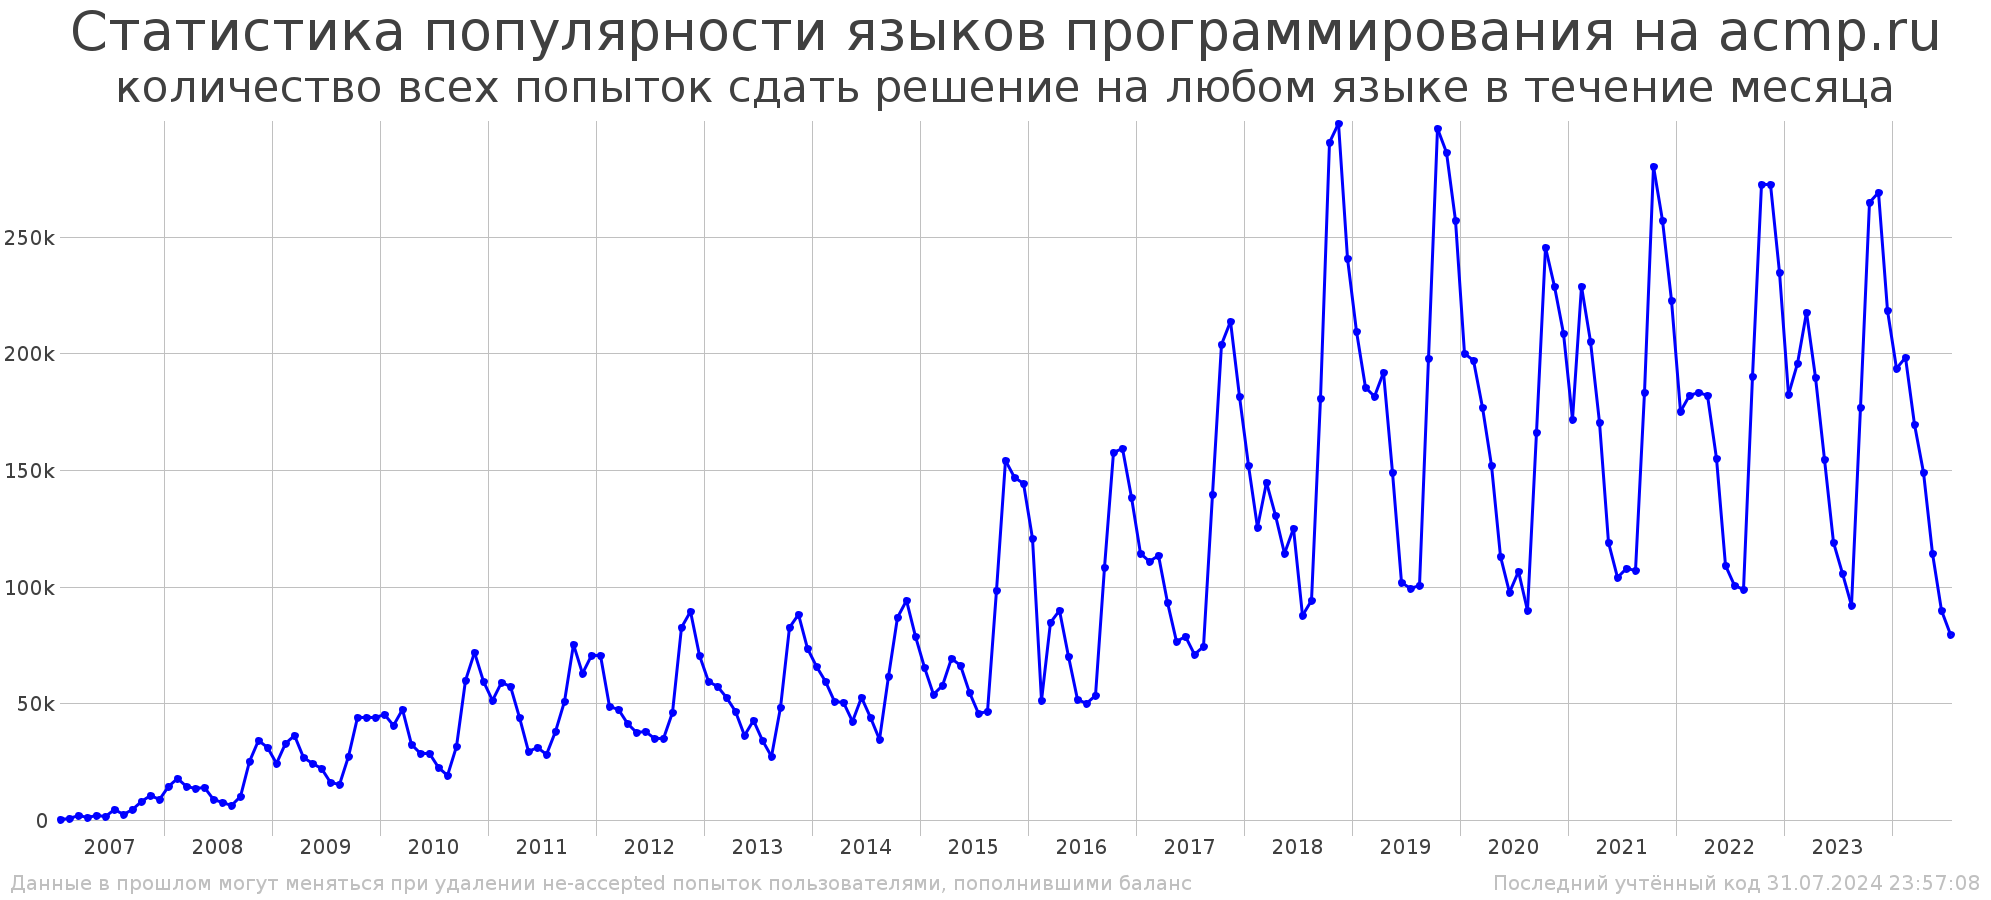 Статистика популярности языков программирования на acmp.ru
количество всех попыток сдать решение на любом языке в течение месяца
250k
200k
150k
100k
50k
0
2007 2008 2009 2010 2011 2012 2013 2014 2015 2016 2017 2018 2019 2020 2021 2022 2023
Данные в прошлом могут меняться при удалении не-accepted попыток пользователями, пополнившими баланс
Последний учтённый код 31.07.2024 23:57:08